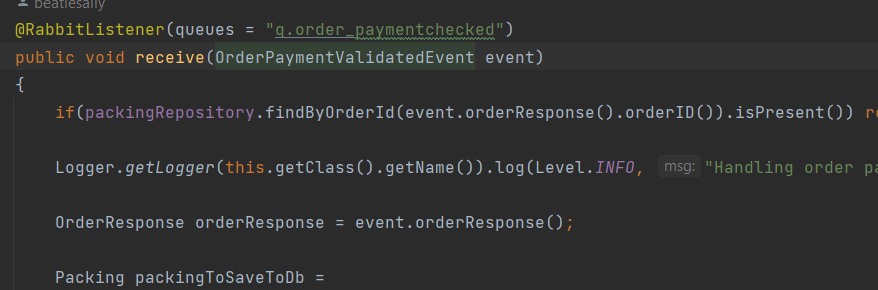 beatlesally
@RabbitListener(queues = "q.order_paymentchecked")
public void receive(OrderPaymentValidatedEvent event)
{
if(packingRepository.findByOrderId(event.orderResponse().orderID()).isPresent()) re
Logger.getLogger(this.getClass().getName()).log(Level.INFO, msg: "Handling order pa
OrderResponse orderResponse = event.orderResponse();
Packing packingToSaveToDb =